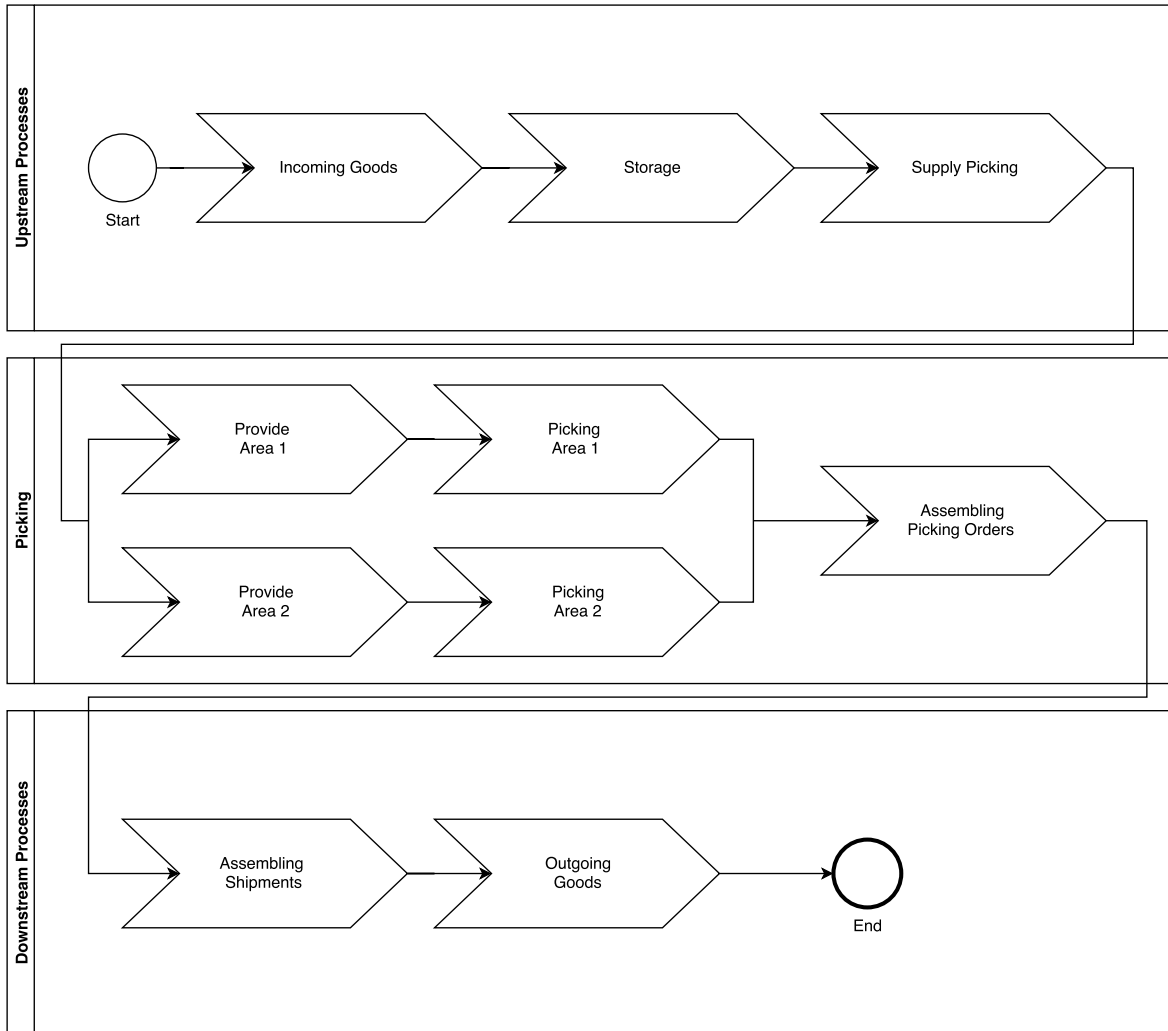 Upstream Processes
Start
Incoming Goods
Storage
Supply Picking
Picking
Provide
Area 1
Picking
Area 1
Provide
Area 2
Picking
Area 2
Assembling
Picking Orders
Downstream Processes
Assembling
Shipments
Outgoing
Goods
End